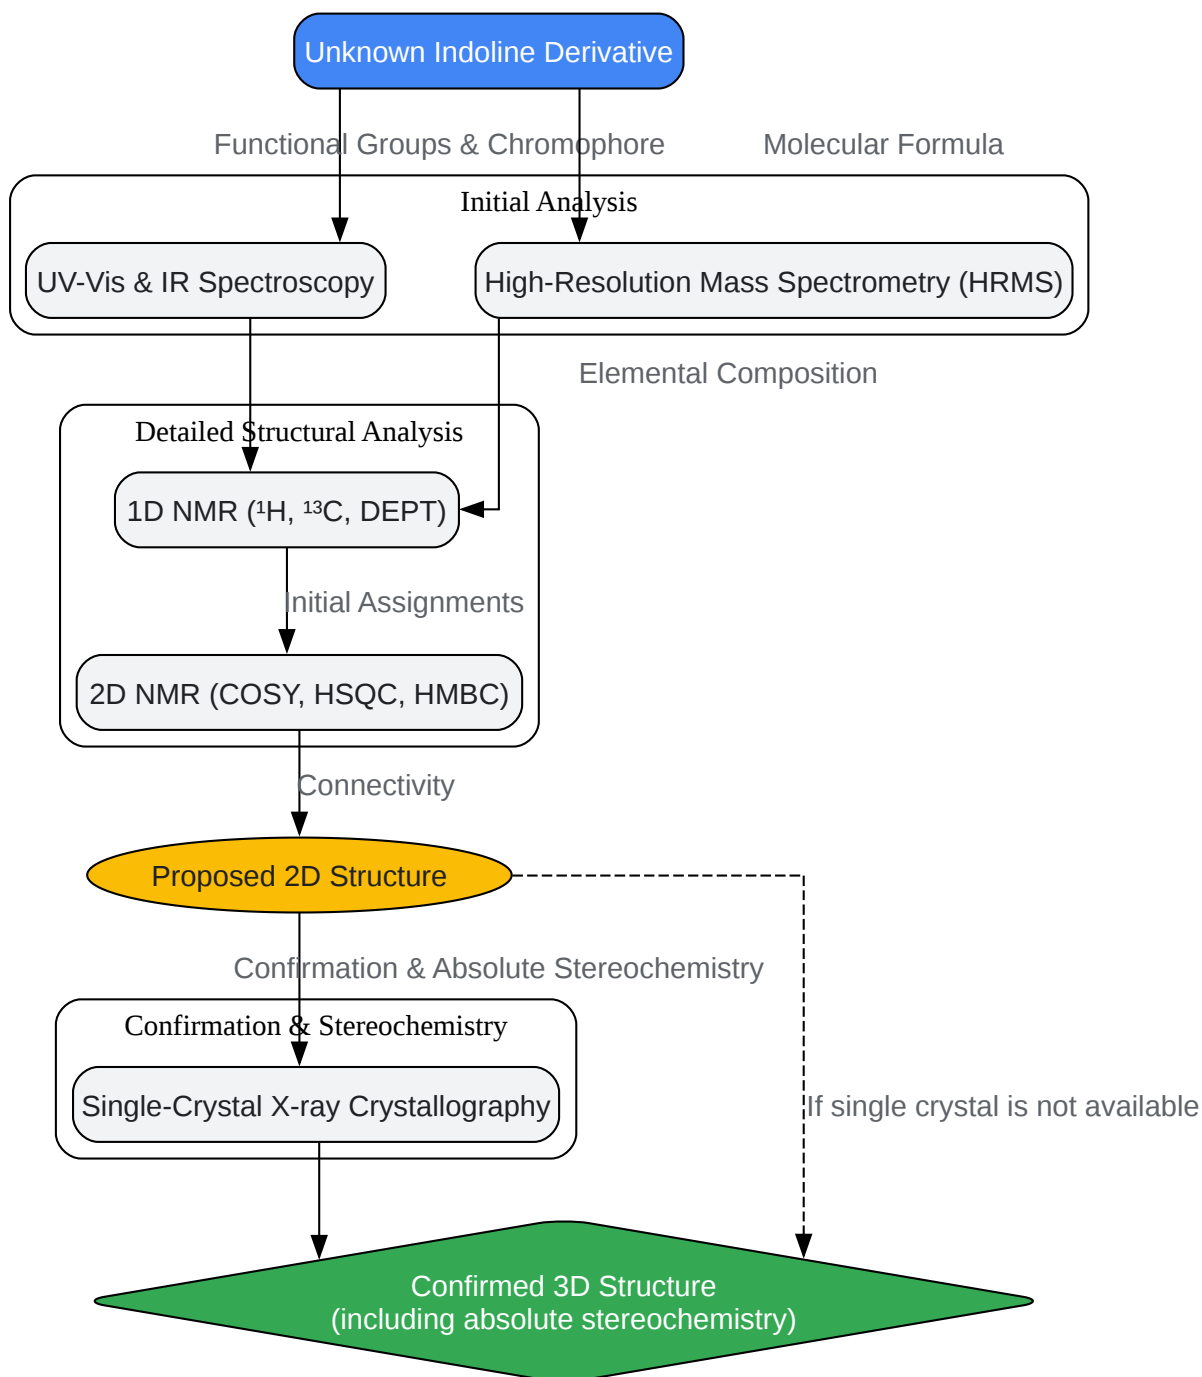 Unknown Indoline Derivative
Functional Groups & Chromophore
Molecular Formula
Initial Analysis
UV-Vis & IR Spectroscopy
High-Resolution Mass Spectrometry (HRMS)
Elemental Composition
Detailed Structural Analysis
1D NMR (¹H, ¹³C, DEPT)
Initial Assignments
2D NMR (COSY, HSQC, HMBC)
Connectivity
Proposed 2D Structure
Confirmation & Absolute Stereochemistry
Confirmation & Stereochemistry
Single-Crystal X-ray Crystallography
If single crystal is not available
Confirmed 3D Structure
(including absolute stereochemistry)